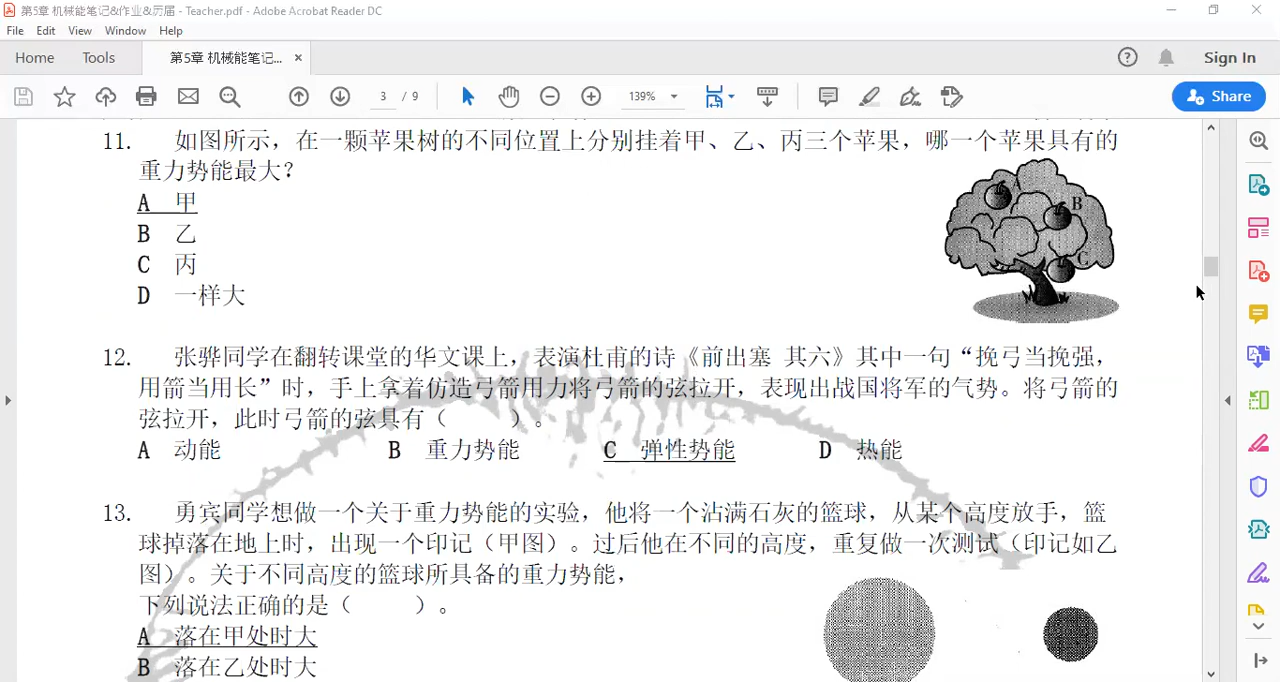 第5章 机械能笔记&作业&历届 - Teacher.pdf - Adobe Acrobat Reader DC
File Edit View Window Help
Home Tools 第5章 机械能笔记... × Sign In
3 / 9 139% Share
11. 如图所示，在一颗苹果树的不同位置上分别挂着甲、乙、丙三个苹果，哪一个苹果具有的
重力势能最大？
A 甲
B 乙
C 丙
D 一样大
B
C
12. 张骅同学在翻转课堂的华文课上，表演杜甫的诗《前出塞 其六》其中一句“挽弓当挽强，
用箭当用长”时，手上拿着仿造弓箭用力将弓箭的弦拉开，表现出战国将军的气势。将弓箭的
弦拉开，此时弓箭的弦具有（ ）。
A 动能 B 重力势能 C 弹性势能 D 热能
13. 勇宾同学想做一个关于重力势能的实验，他将一个沾满石灰的篮球，从某个高度放手，篮
球掉落在地上时，出现一个印记（甲图）。过后他在不同的高度，重复做一次测试（印记如乙
图）。关于不同高度的篮球所具备的重力势能，
下列说法正确的是（ ）。
A 落在甲处时大
B 落在乙处时大